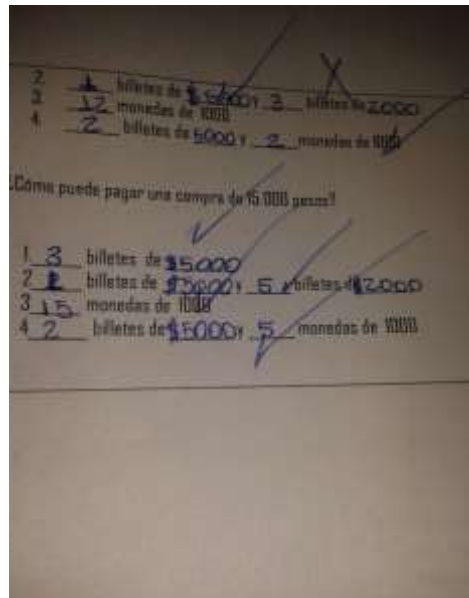 2 1 billetes de $5000 y 3 billetes de 2000
3 12 monedas de 1000
4 2 billetes de 5000 y 2 monedas de 1000
¿Cómo puede pagar una compra de 15.000 pesos?
1 3 billetes de $5000
2 1 billetes de $5000 y 5 billetes de $2000
3 15 monedas de 1000
4 2 billetes de $5000 y 5 monedas de 1000